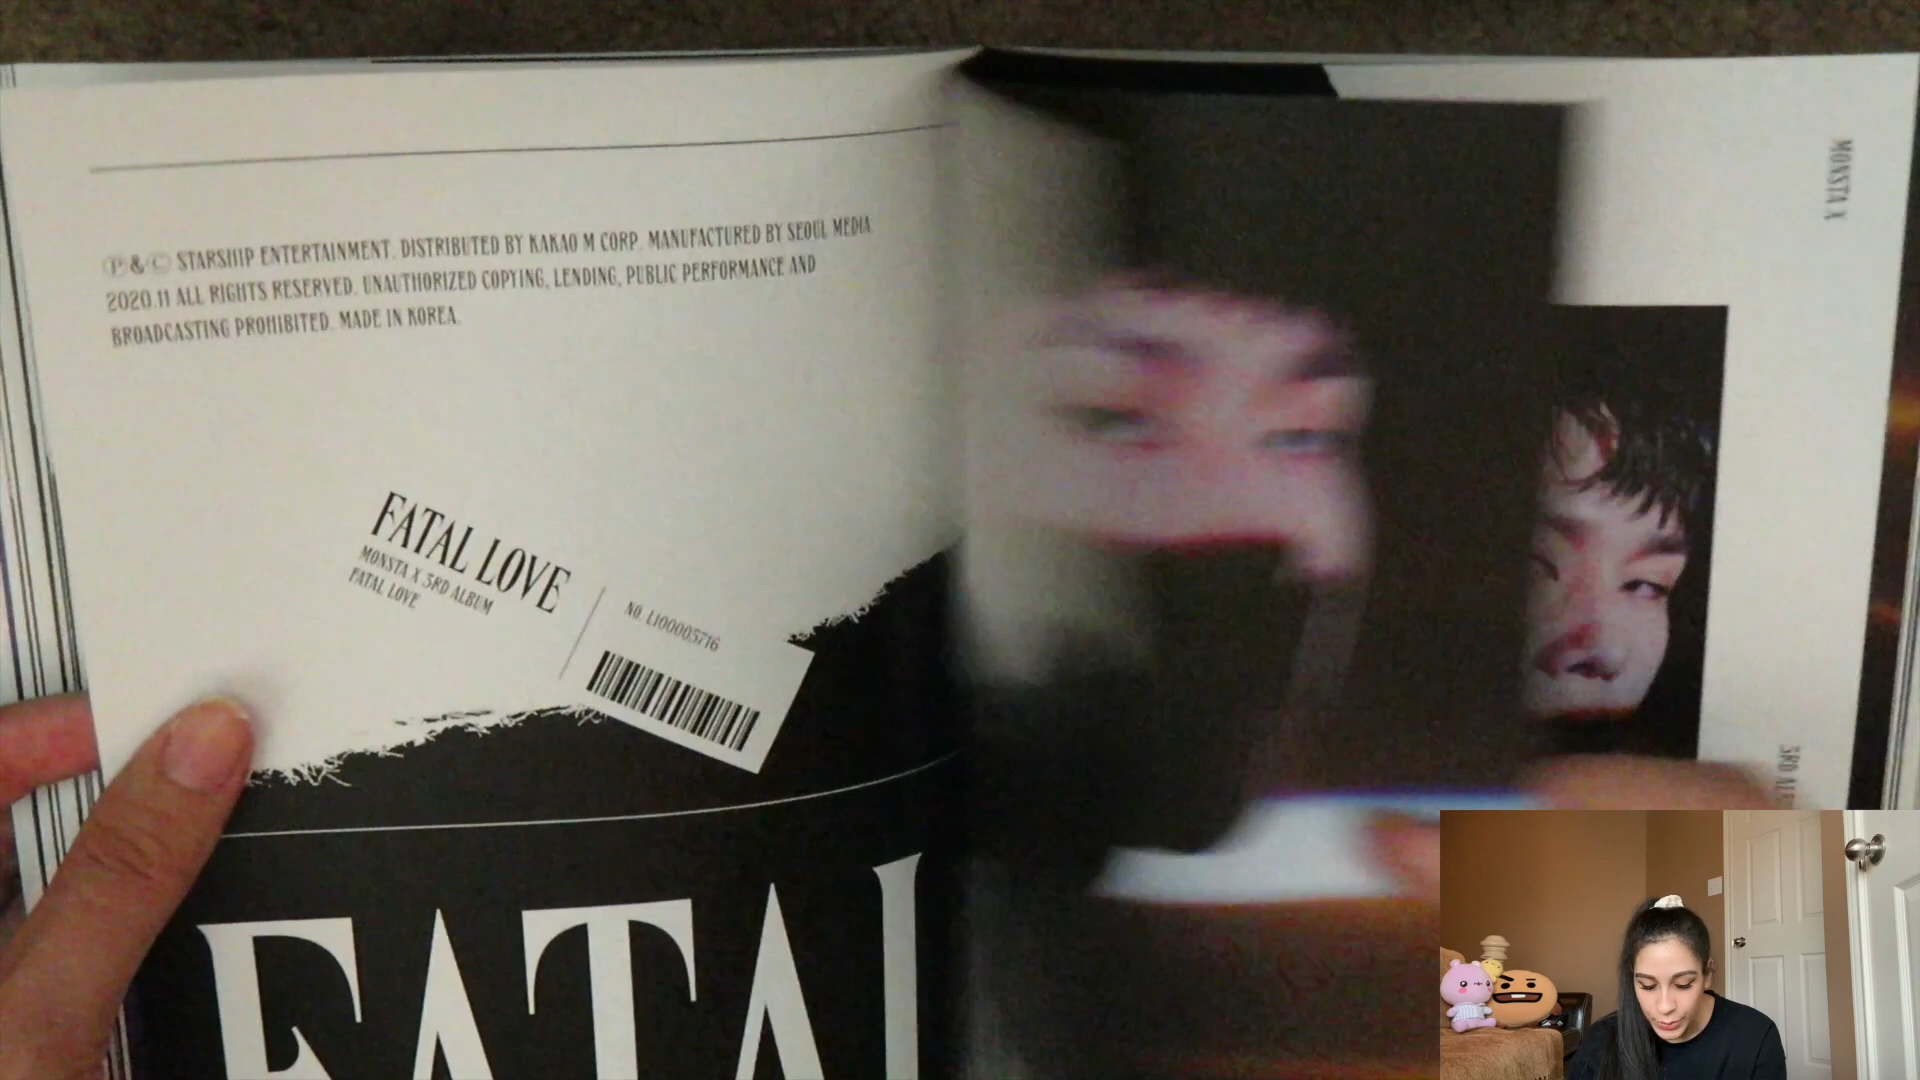 Ⓟ&Ⓒ STARSHIP ENTERTAINMENT. DISTRIBUTED BY KAKAO M CORP. MANUFACTURED BY SEOUL MEDIA
2020.11 ALL RIGHTS RESERVED. UNAUTHORIZED COPYING, LENDING, PUBLIC PERFORMANCE AND
BROADCASTING PROHIBITED. MADE IN KOREA.
FATAL LOVE
MONSTA X 3RD ALBUM
FATAL LOVE
NO. L100005716
FATAL
MONSTA X
3RD